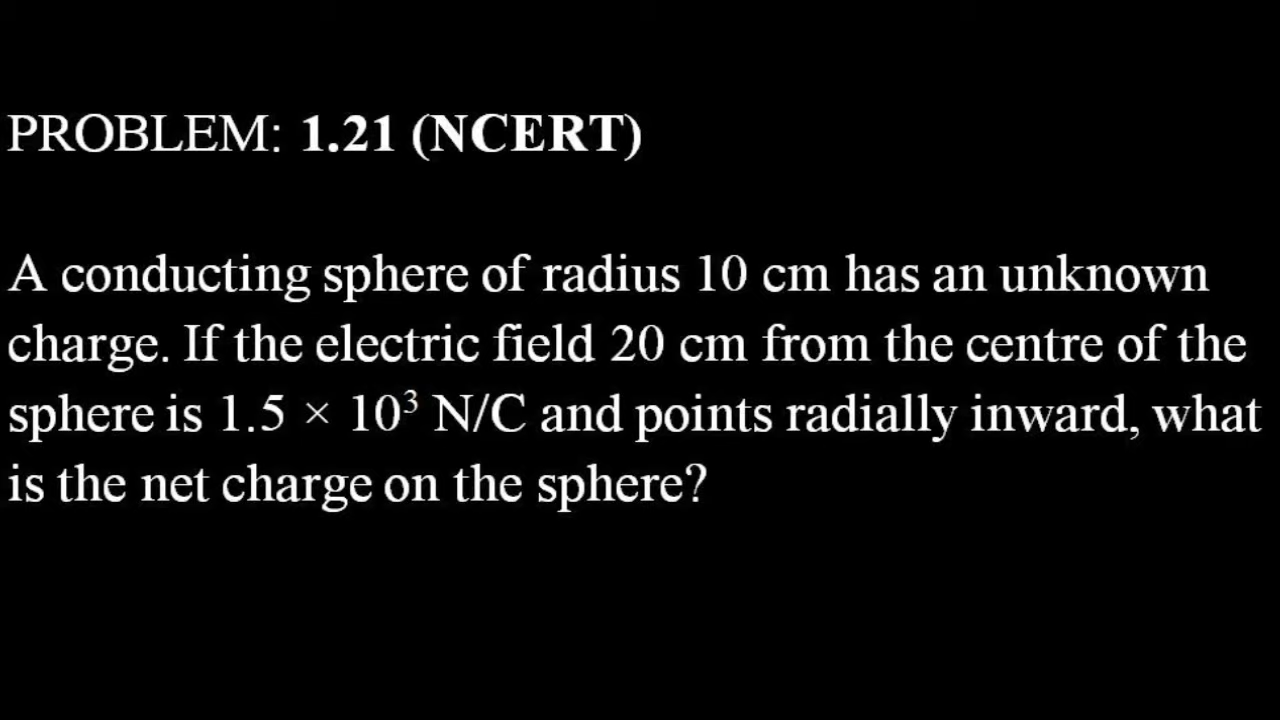 PROBLEM: 1.21 (NCERT)
A conducting sphere of radius 10 cm has an unknown
charge. If the electric field 20 cm from the centre of the
sphere is 1.5 × 10³ N/C and points radially inward, what
is the net charge on the sphere?